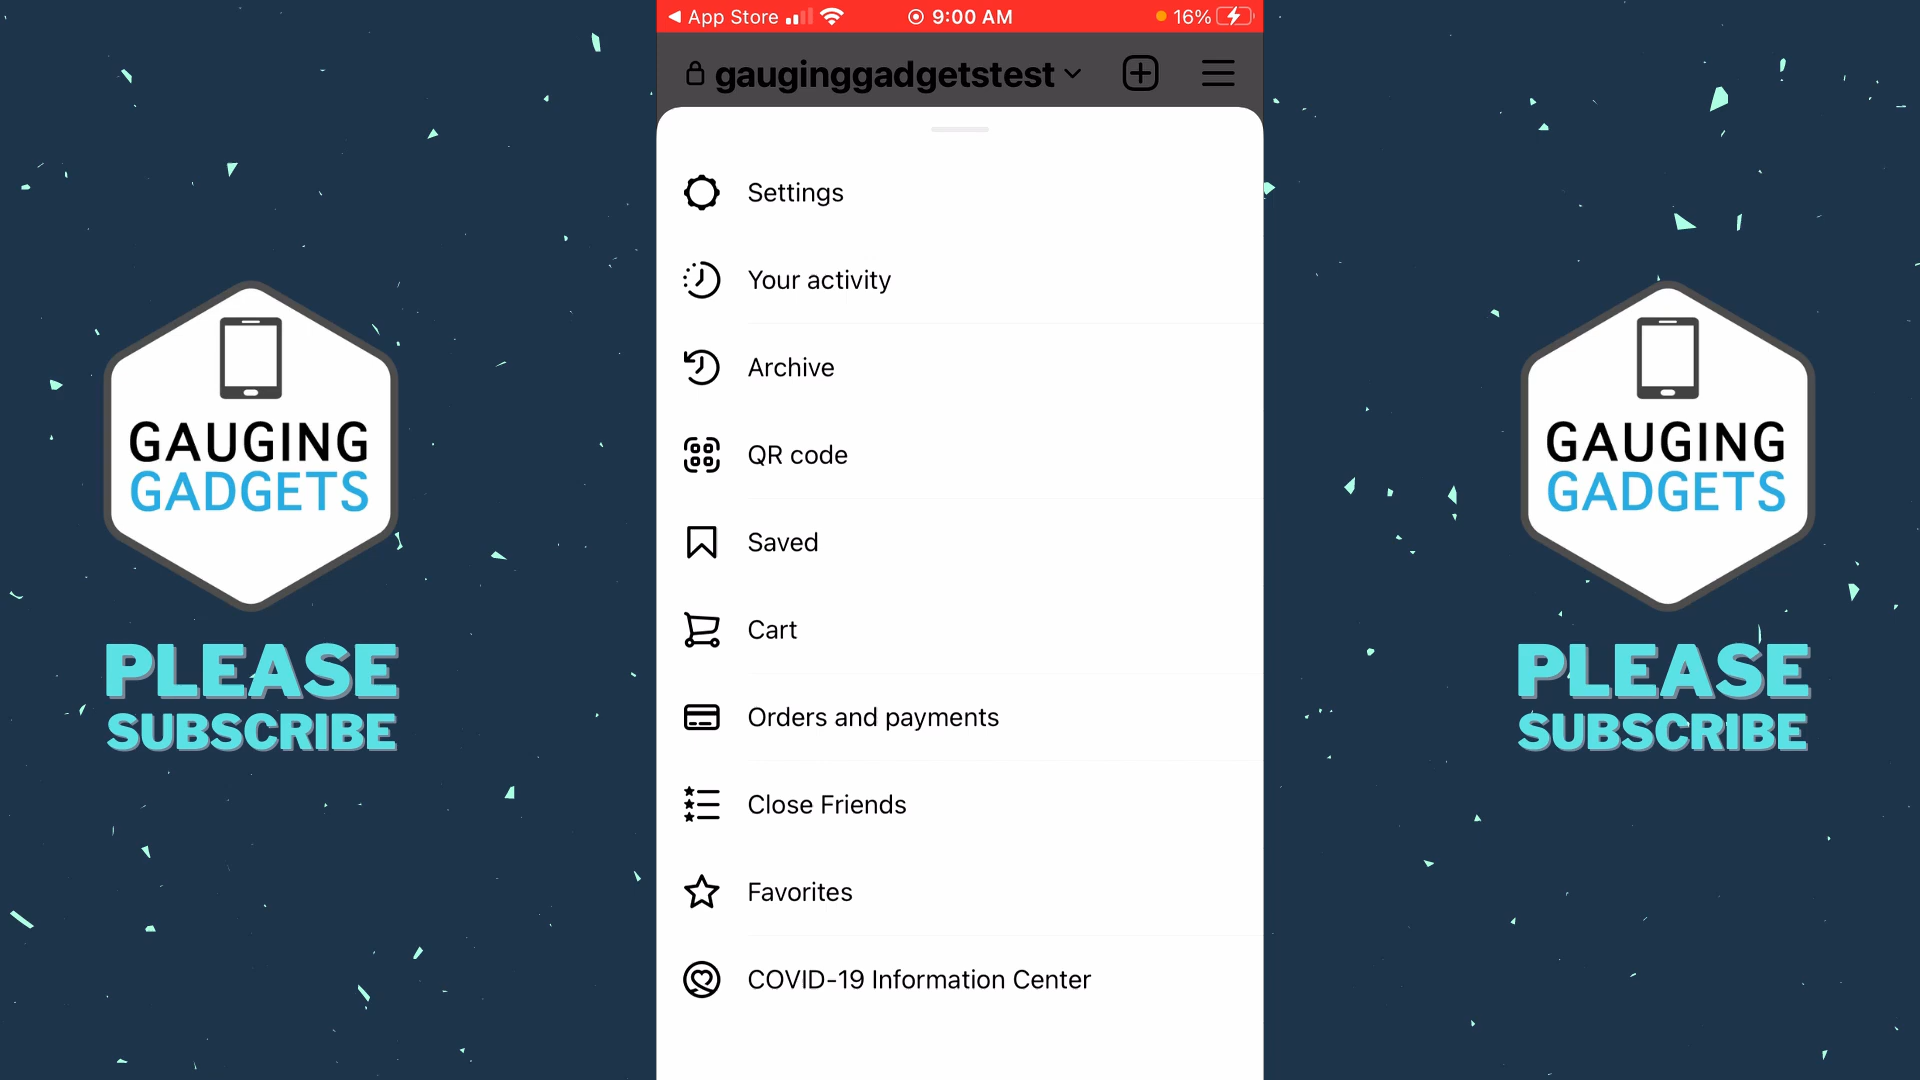 App Store
9:00 AM
16%
gauginggadgetstest
Settings
Your activity
Archive
QR code
Saved
Cart
Orders and payments
Close Friends
Favorites
COVID-19 Information Center
GAUGING
GADGETS
PLEASE
SUBSCRIBE
GAUGING
GADGETS
PLEASE
SUBSCRIBE